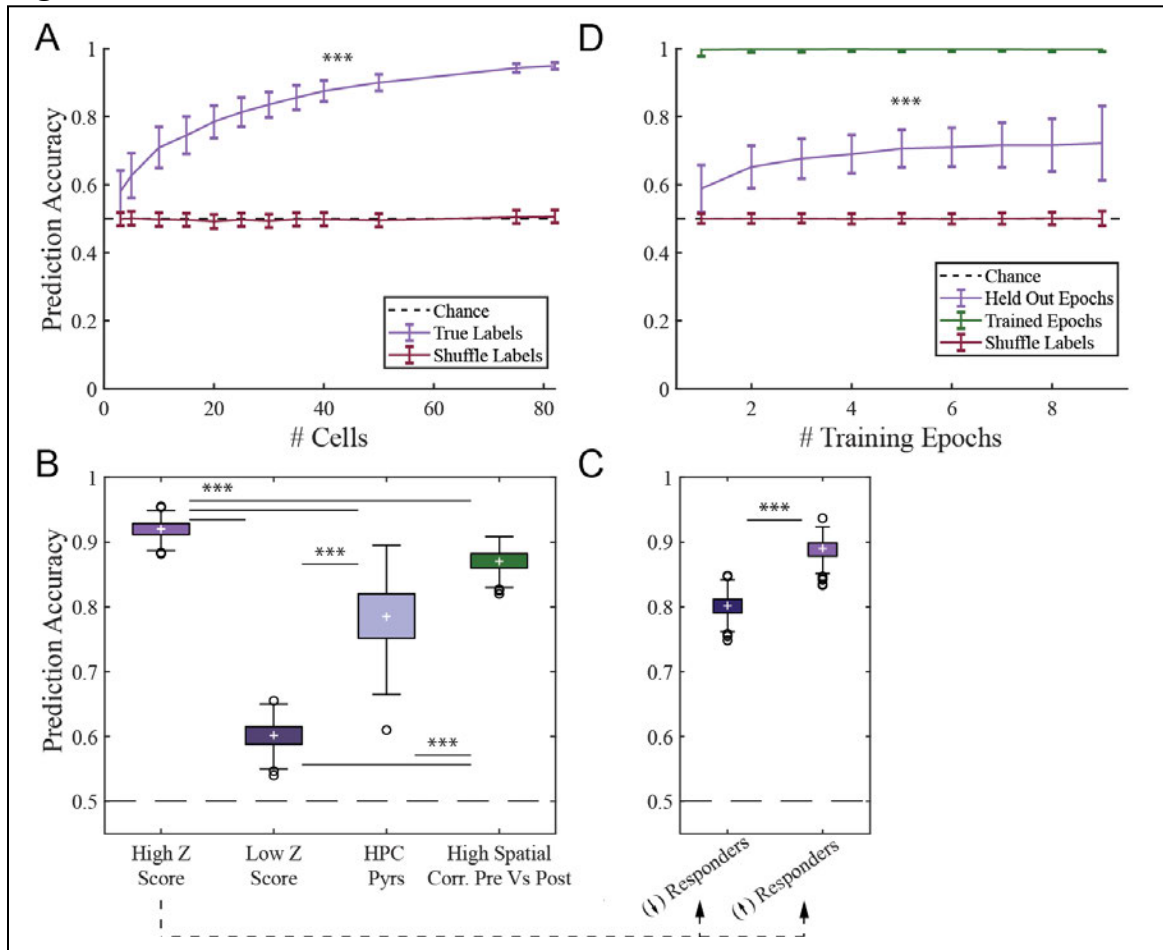 A
Prediction Accuracy
1
0.8
0.6
0.4
0.2
0
***
Chance
True Labels
Shuffle Labels
0
20
40
60
80
# Cells
D
1
0.8
0.6
0.4
0.2
0
***
Chance
Held Out Epochs
Trained Epochs
Shuffle Labels
2
4
6
8
# Training Epochs
B
Prediction Accuracy
1
0.9
0.8
0.7
0.6
0.5
***
***
***
High Z
Score
Low Z
Score
HPC
Pyrs
High Spatial
Corr. Pre Vs Post
C
1
0.9
0.8
0.7
0.6
0.5
***
(↓) Responders
(↑) Responders